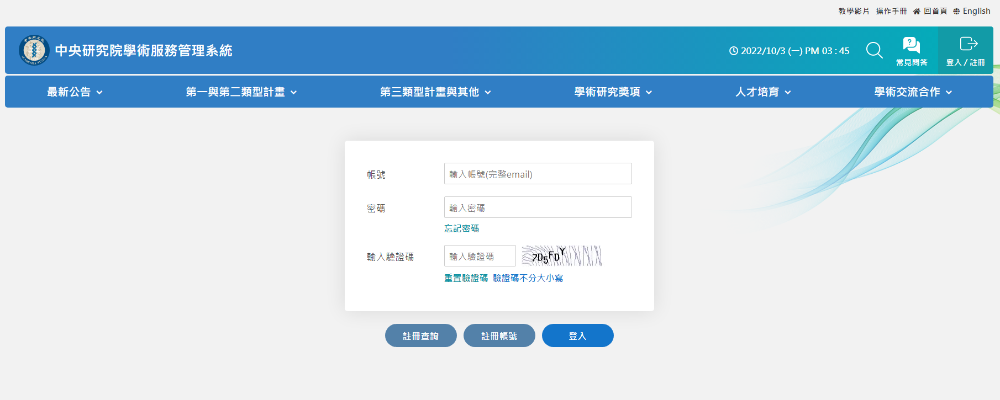 教學影片 操作手冊 回首頁 English
中央研究院學術服務管理系統
2022/10/3 (一) PM 03 : 45
常見問答
登入 / 註冊
最新公告 第一與第二類型計畫 第三類型計畫與其他 學術研究獎項 人才培育 學術交流合作
帳號 輸入帳號(完整email)
密碼 輸入密碼
忘記密碼
輸入驗證碼 輸入驗證碼 7D5FDY
重置驗證碼 驗證碼不分大小寫
註冊查詢 註冊帳號 登入